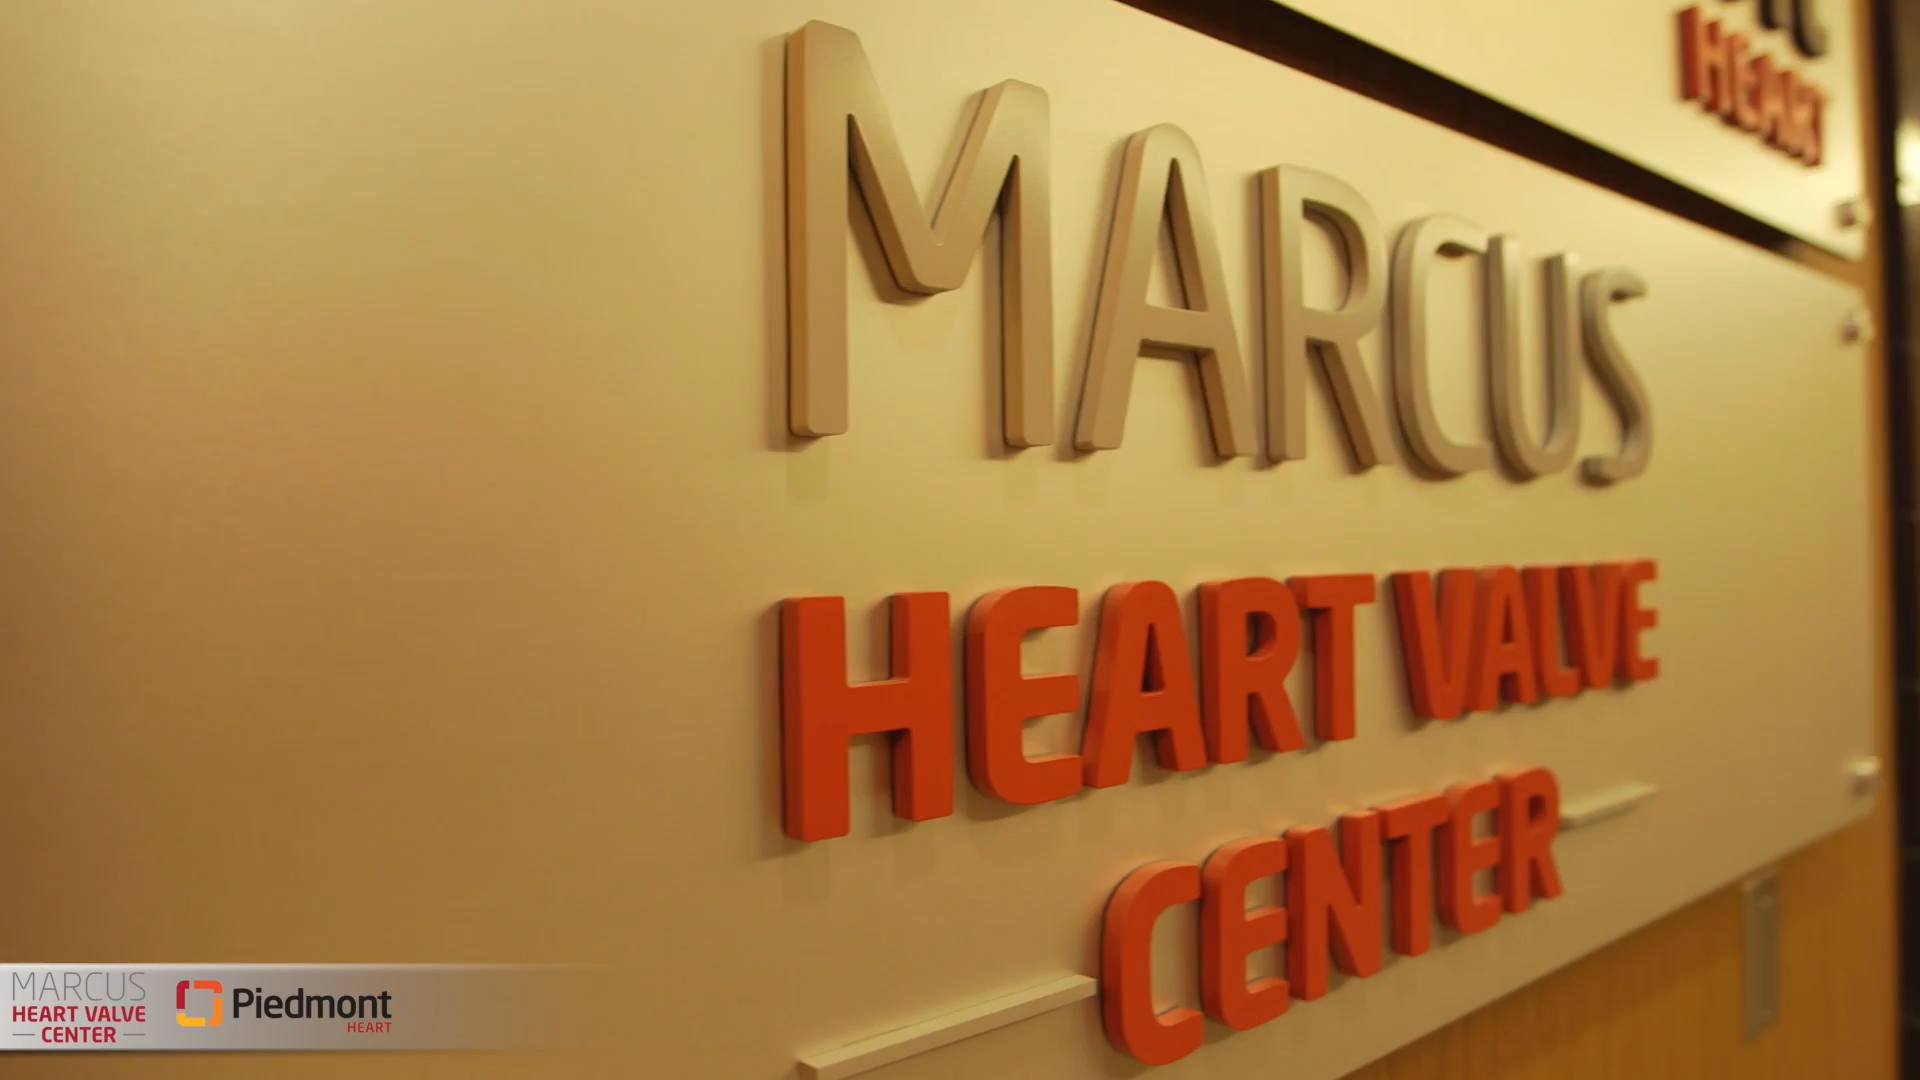 HEART
MARCUS
HEART VALVE
CENTER
MARCUS
HEART VALVE
CENTER
Piedmont
HEART